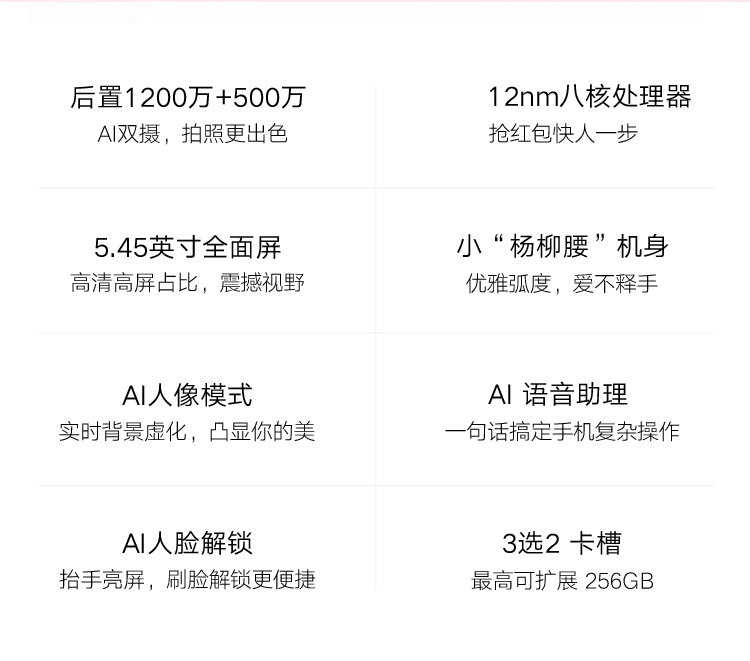 后置1200万+500万
AI双摄，拍照更出色
12nm八核处理器
抢红包快人一步
5.45英寸全面屏
高清高屏占比，震撼视野
小“杨柳腰”机身
优雅弧度，爱不释手
AI人像模式
实时背景虚化，凸显你的美
AI 语音助理
一句话搞定手机复杂操作
AI人脸解锁
抬手亮屏，刷脸解锁更便捷
3选2 卡槽
最高可扩展 256GB